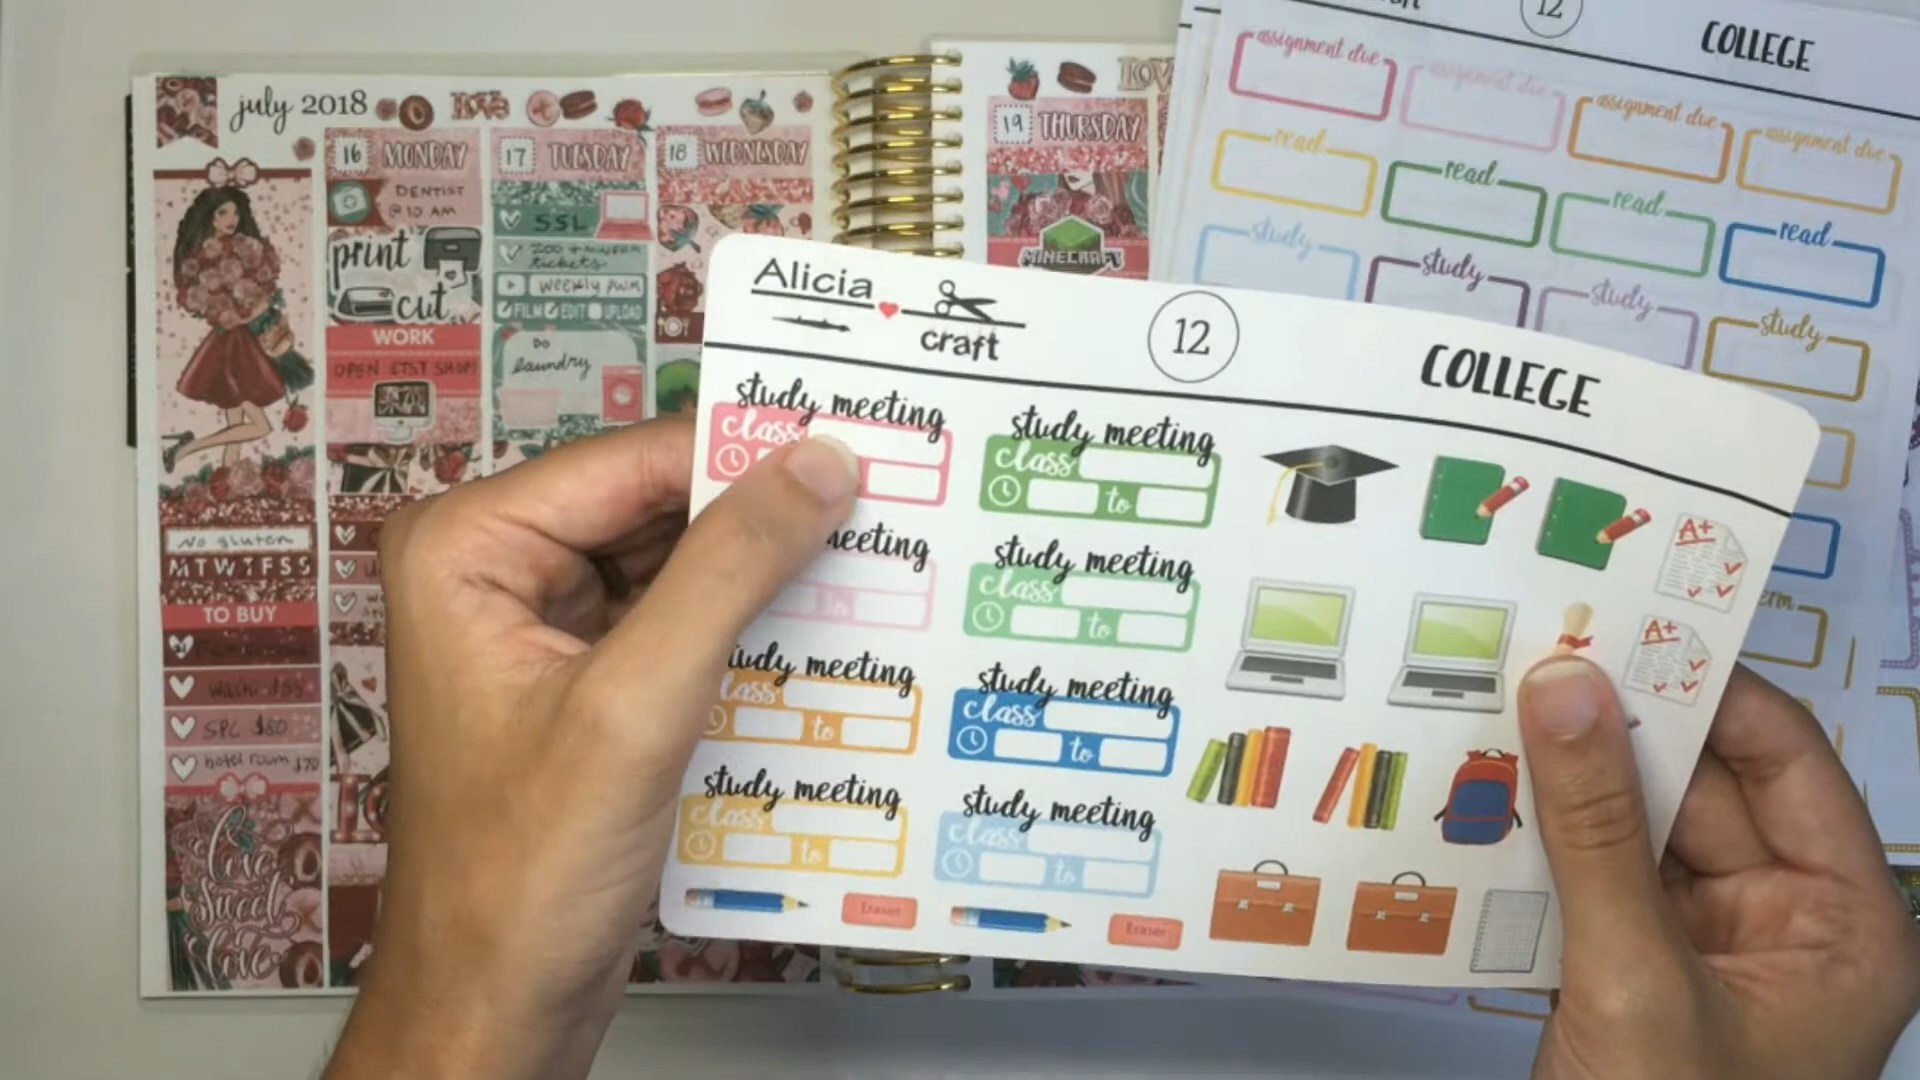 july 2018
LOVE
16 MONDAY
DENTIST
@ 10 AM
print
cut
WORK
OPEN ETSY SHOP!
17 TUESDAY
SSL
tickets
weekly pwm
FILM EDIT UPLOAD
DO
laundry
18 WEDNESDAY
19 THURSDAY
MINECRAFT
No gluten
M T W T F S S
TO BUY
SPC $80
hotel room $70
love
sweet
love
12
COLLEGE
assignment due
assignment due
assignment due
assignment due
read
read
read
read
study
study
study
study
Alicia
craft
12
COLLEGE
study meeting
class
study meeting
class
to
meeting
to
study meeting
class
to
study meeting
class
to
study meeting
class
to
study meeting
class
to
study meeting
class
to
A+
A+
Eraser
Eraser